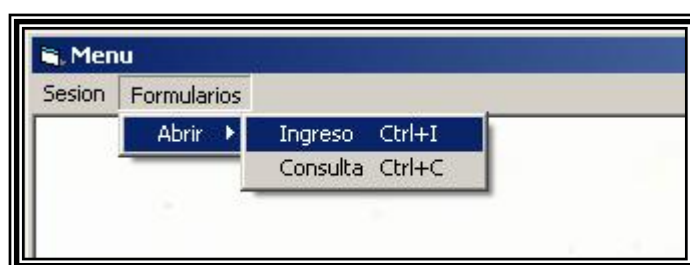 Menu
Sesion Formularios
Abrir Ingreso Ctrl+I
Consulta Ctrl+C